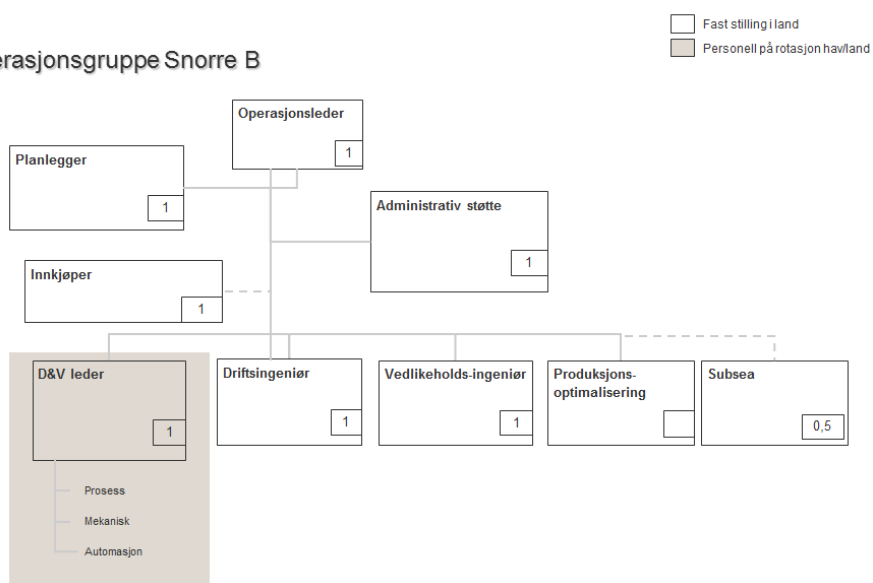 Fast stilling i land
Personell på rotasjon hav/land
erasjonsgruppe Snorre B
Operasjonsleder
1
Planlegger
1
Administrativ støtte
1
Innkjøper
1
D&V leder
1
Driftsingeniør
1
Vedlikeholds-ingeniør
1
Produksjons-
optimalisering
Subsea
0,5
Prosess
Mekanisk
Automasjon